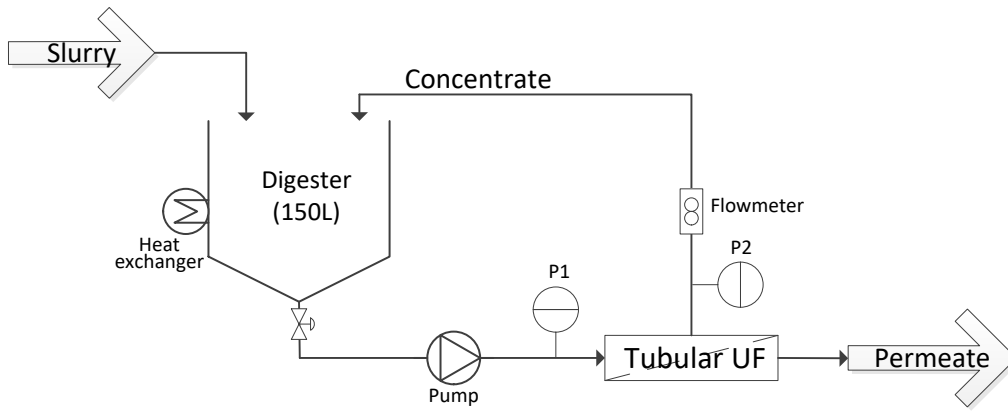 Slurry
Concentrate
Digester
(150L)
Heat
exchanger
Flowmeter
P2
P1
Pump
Tubular UF
Permeate